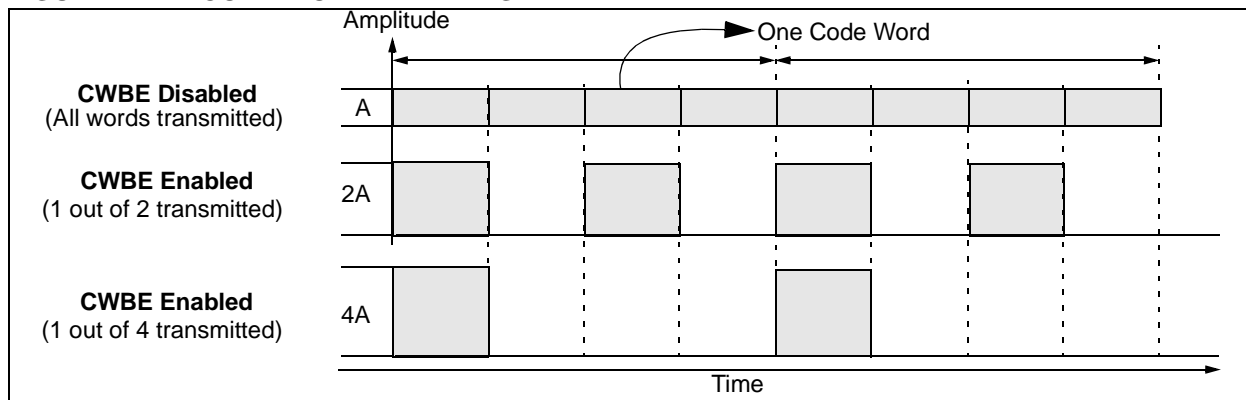 Amplitude
One Code Word
CWBE Disabled
(All words transmitted)
A
CWBE Enabled
(1 out of 2 transmitted)
2A
CWBE Enabled
(1 out of 4 transmitted)
4A
Time